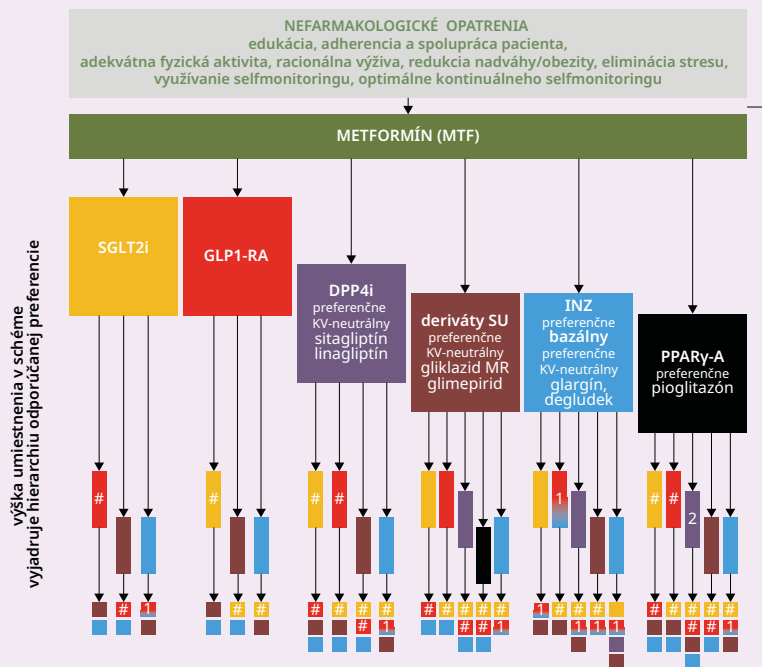 NEFARMAKOLOGICKÉ OPATRENIA
edukácia, adherencia a spolupráca pacienta,
adekvátna fyzická aktivita, racionálna výživa, redukcia nadváhy/obezity, eliminácia stresu,
využívanie selfmonitoringu, optimálne kontinuálneho selfmonitoringu
METFORMÍN (MTF)
výška umiestnenia v schéme
vyjadruje hierarchiu odporúčanej preferencie
SGLT2i
GLP1-RA
DPP4i
preferenčne
KV-neutrálny
sitagliptín
linagliptín
deriváty SU
preferenčne
KV-neutrálny
gliklazid MR
glimepirid
INZ
preferenčne
bazálny
preferenčne
KV-neutrálny
glargín,
degludek
PPARγ-A
preferenčne
pioglitazón
# # # # 1 # # 2
# 1 # # # # # # # # # # 1 # # # # # # # # #
# 1 # # 1 1 1 1 # # # 1